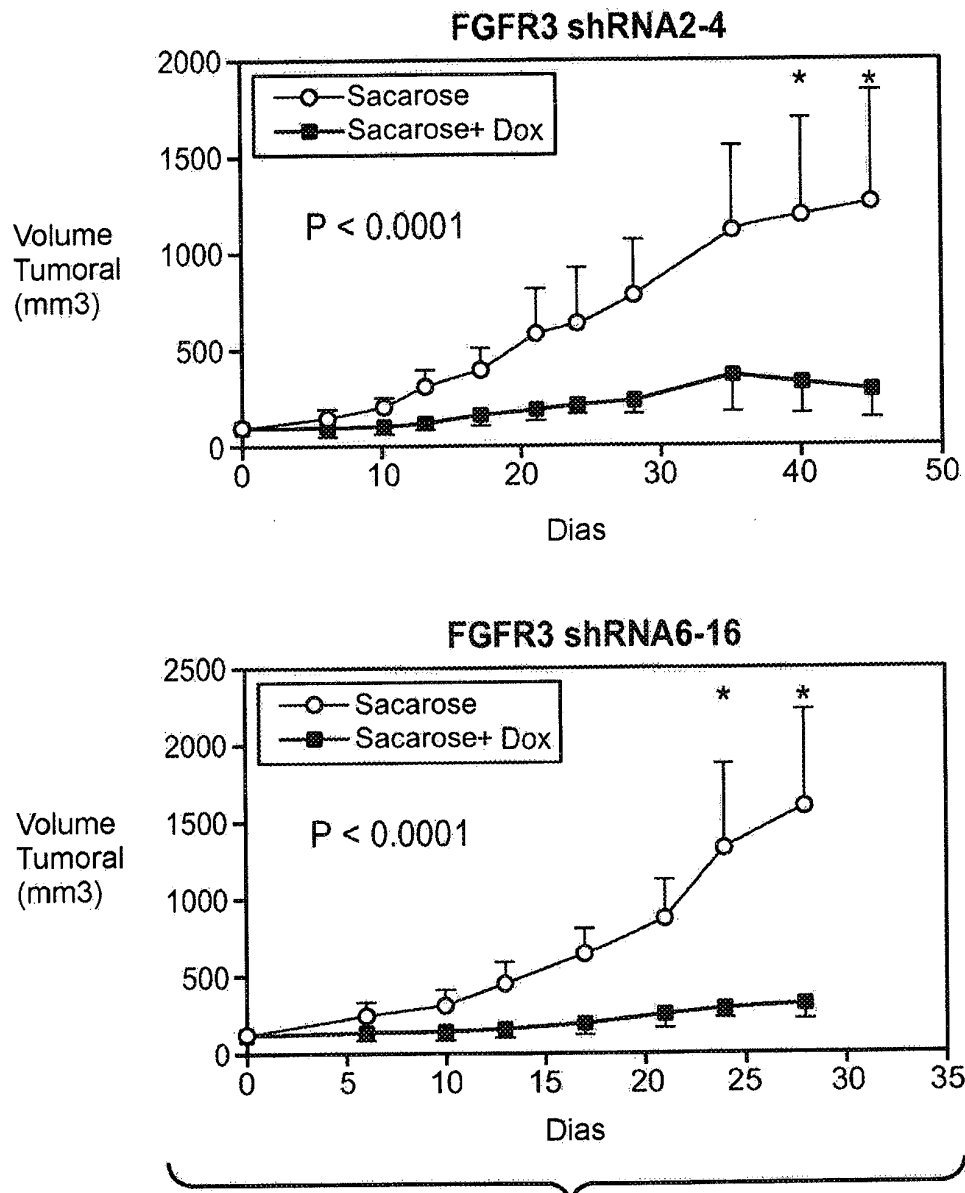 FGFR3 shRNA2-4
2000
1500
1000
500
0
Sacarose
Sacarose+ Dox
P < 0.0001
* *
Volume
Tumoral
(mm3)
0 10 20 30 40 50
Dias
FGFR3 shRNA6-16
2500
2000
1500
1000
500
0
Sacarose
Sacarose+ Dox
P < 0.0001
* *
Volume
Tumoral
(mm3)
0 5 10 15 20 25 30 35
Dias